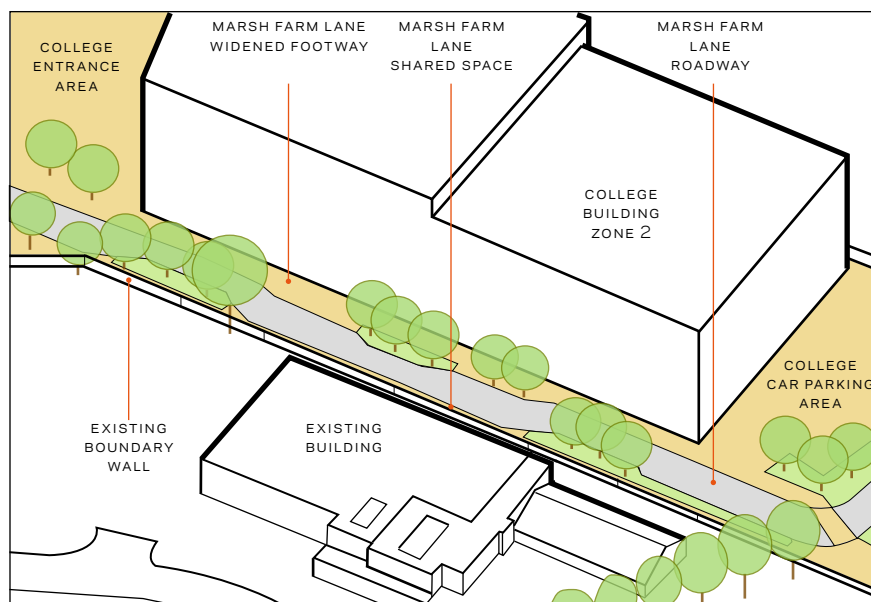 COLLEGE
ENTRANCE
AREA
MARSH FARM LANE
WIDENED FOOTWAY
MARSH FARM
LANE
SHARED SPACE
MARSH FARM
LANE
ROADWAY
COLLEGE
BUILDING
ZONE 2
COLLEGE
CAR PARKING
AREA
EXISTING
BOUNDARY
WALL
EXISTING
BUILDING